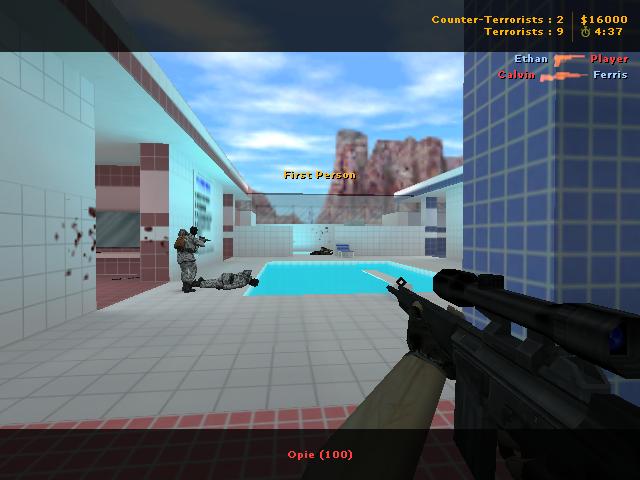 Counter-Terrorists : 2 $16000
Terrorists : 9 4:37
Ethan Player
Calvin Ferris
First Person
Opie (100)